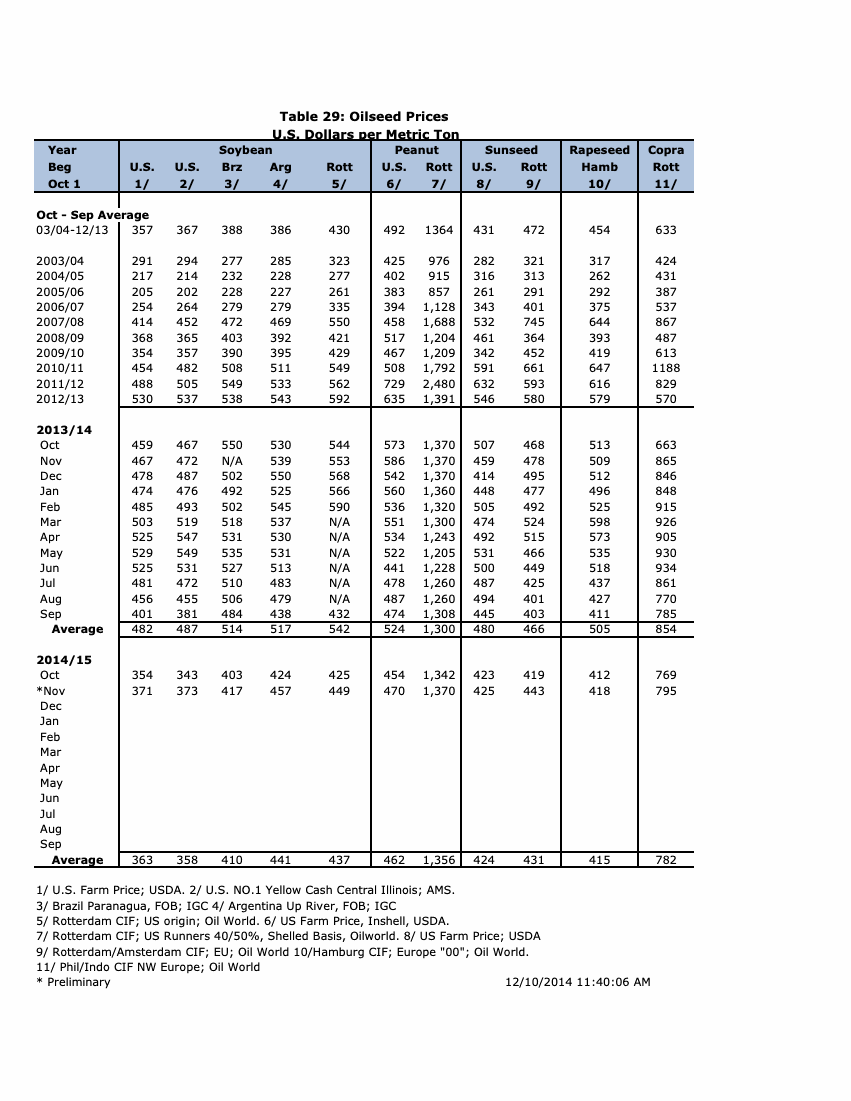 Table 29: Oilseed Prices
U.S. Dollars per Metric Ton
Year Soybean Peanut Sunseed Rapeseed Copra
Beg U.S. U.S. Brz Arg Rott U.S. Rott U.S. Rott Hamb Rott
Oct 1 1/ 2/ 3/ 4/ 5/ 6/ 7/ 8/ 9/ 10/ 11/
Oct - Sep Average
03/04-12/13 357 367 388 386 430 492 1364 431 472 454 633
2003/04 291 294 277 285 323 425 976 282 321 317 424
2004/05 217 214 232 228 277 402 915 316 313 262 431
2005/06 205 202 228 227 261 383 857 261 291 292 387
2006/07 254 264 279 279 335 394 1,128 343 401 375 537
2007/08 414 452 472 469 550 458 1,688 532 745 644 867
2008/09 368 365 403 392 421 517 1,204 461 364 393 487
2009/10 354 357 390 395 429 467 1,209 342 452 419 613
2010/11 454 482 508 511 549 508 1,792 591 661 647 1188
2011/12 488 505 549 533 562 729 2,480 632 593 616 829
2012/13 530 537 538 543 592 635 1,391 546 580 579 570
2013/14
Oct 459 467 550 530 544 573 1,370 507 468 513 663
Nov 467 472 N/A 539 553 586 1,370 459 478 509 865
Dec 478 487 502 550 568 542 1,370 414 495 512 846
Jan 474 476 492 525 566 560 1,360 448 477 496 848
Feb 485 493 502 545 590 536 1,320 505 492 525 915
Mar 503 519 518 537 N/A 551 1,300 474 524 598 926
Apr 525 547 531 530 N/A 534 1,243 492 515 573 905
May 529 549 535 531 N/A 522 1,205 531 466 535 930
Jun 525 531 527 513 N/A 441 1,228 500 449 518 934
Jul 481 472 510 483 N/A 478 1,260 487 425 437 861
Aug 456 455 506 479 N/A 487 1,260 494 401 427 770
Sep 401 381 484 438 432 474 1,308 445 403 411 785
Average 482 487 514 517 542 524 1,300 480 466 505 854
2014/15
Oct 354 343 403 424 425 454 1,342 423 419 412 769
*Nov 371 373 417 457 449 470 1,370 425 443 418 795
Dec
Jan
Feb
Mar
Apr
May
Jun
Jul
Aug
Sep
Average 363 358 410 441 437 462 1,356 424 431 415 782
1/ U.S. Farm Price; USDA. 2/ U.S. NO.1 Yellow Cash Central Illinois; AMS.
3/ Brazil Paranagua, FOB; IGC 4/ Argentina Up River, FOB; IGC
5/ Rotterdam CIF; US origin; Oil World. 6/ US Farm Price, Inshell, USDA.
7/ Rotterdam CIF; US Runners 40/50%, Shelled Basis, Oilworld. 8/ US Farm Price; USDA
9/ Rotterdam/Amsterdam CIF; EU; Oil World 10/Hamburg CIF; Europe "00"; Oil World.
11/ Phil/Indo CIF NW Europe; Oil World
* Preliminary 12/10/2014 11:40:06 AM